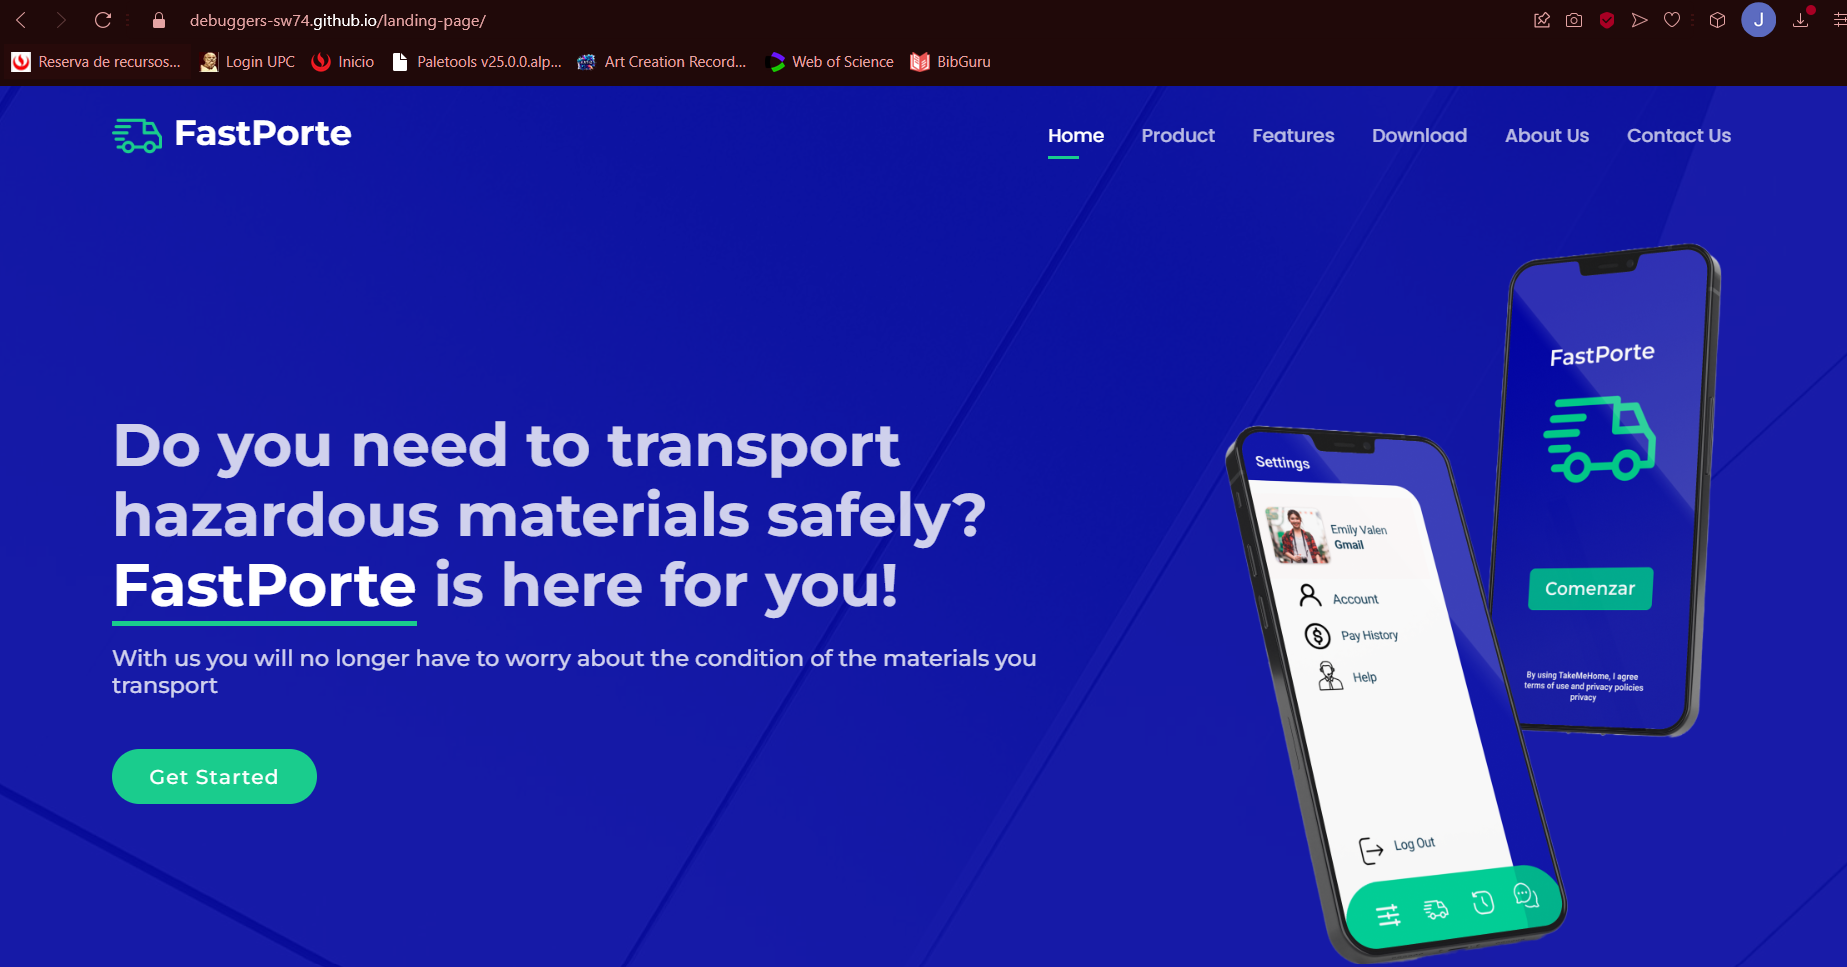 debuggers-sw74.github.io/landing-page/
J
Reserva de recursos...
Login UPC
Inicio
Paletools v25.0.0.alp...
Art Creation Record...
Web of Science
BibGuru
FastPorte
Home
Product
Features
Download
About Us
Contact Us
Do you need to transport
hazardous materials safely?
FastPorte is here for you!
With us you will no longer have to worry about the condition of the materials you
transport
Get Started
Settings
Emily Valen
Gmail
Account
Pay History
Help
Log Out
FastPorte
Comenzar
By using TakeMeHome, I agree
terms of use and privacy policies
privacy